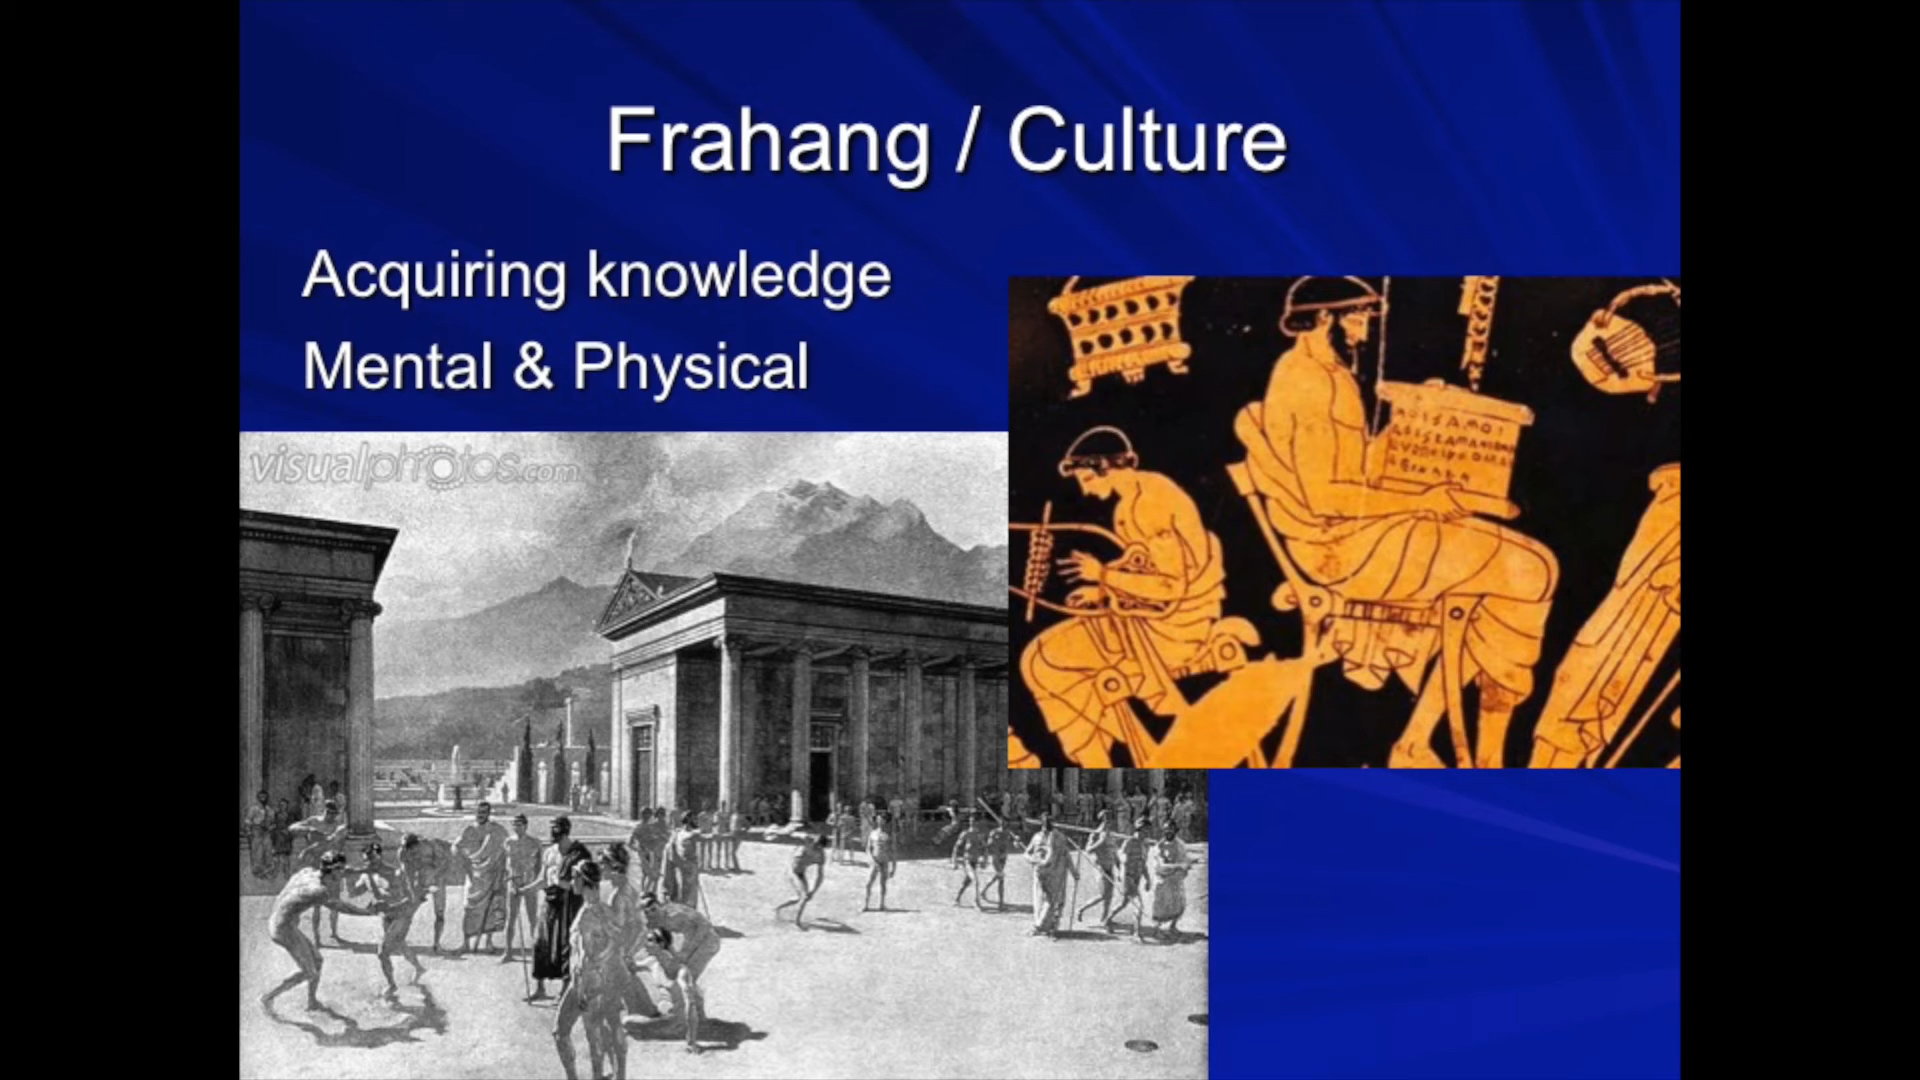 Frahang / Culture
Acquiring knowledge
Mental & Physical
visualphotos.com